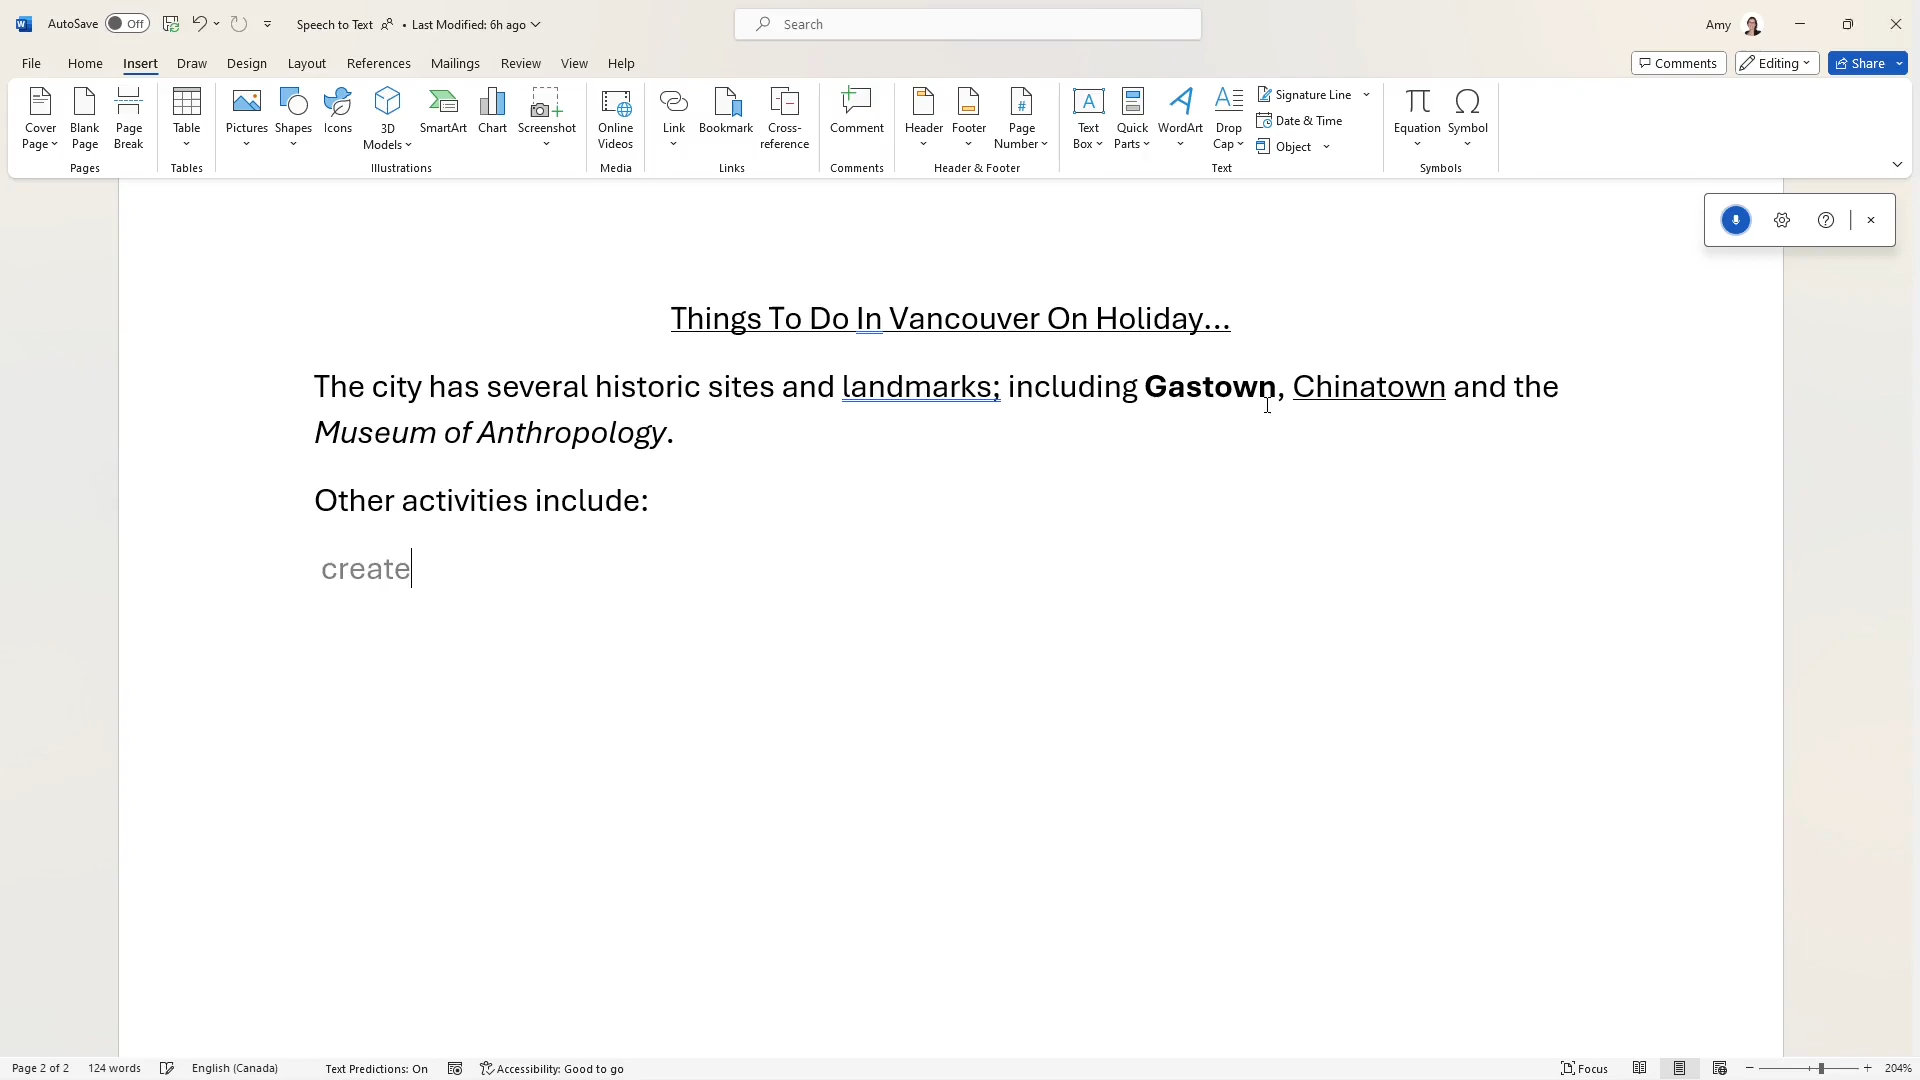 AutoSave Off Speech to Text • Last Modified: 6h ago Search Amy
File Home Insert Draw Design Layout References Mailings Review View Help Comments Editing Share
Cover Page Blank Page Page Break Table Pictures Shapes Icons 3D Models SmartArt Chart Screenshot Online Videos Link Bookmark Cross-reference Comment Header Footer Page Number Text Box Quick Parts WordArt Drop Cap Signature Line Date & Time Object Equation Symbol
Pages Tables Illustrations Media Links Comments Header & Footer Text Symbols
Things To Do In Vancouver On Holiday...
The city has several historic sites and landmarks; including Gastown, Chinatown and the
Museum of Anthropology.
Other activities include:
create
Page 2 of 2 124 words English (Canada) Text Predictions: On Accessibility: Good to go Focus 204%